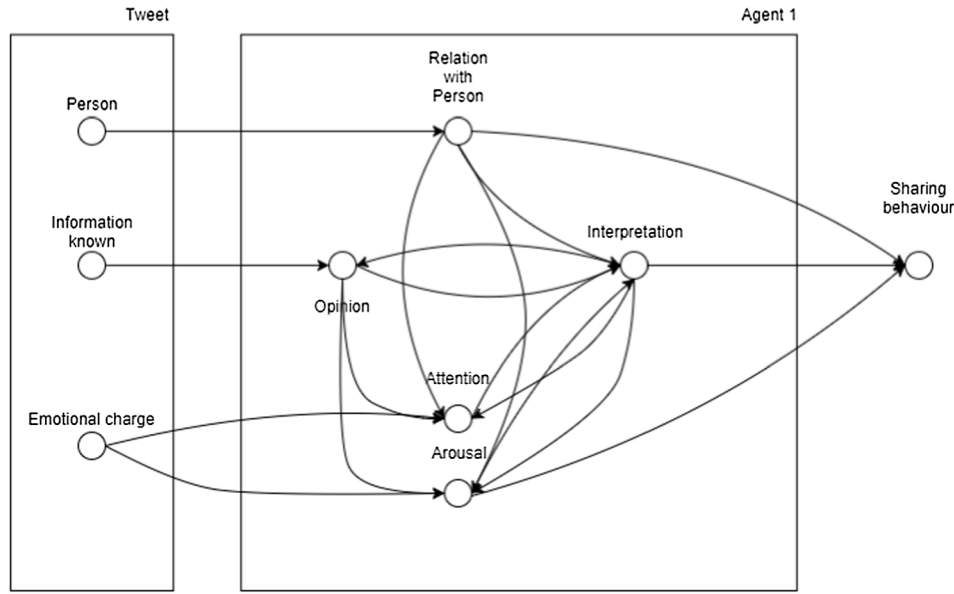 Tweet
Agent 1
Relation
with
Person
Person
Sharing
behaviour
Information
known
Interpretation
Opinion
Attention
Emotional charge
Arousal